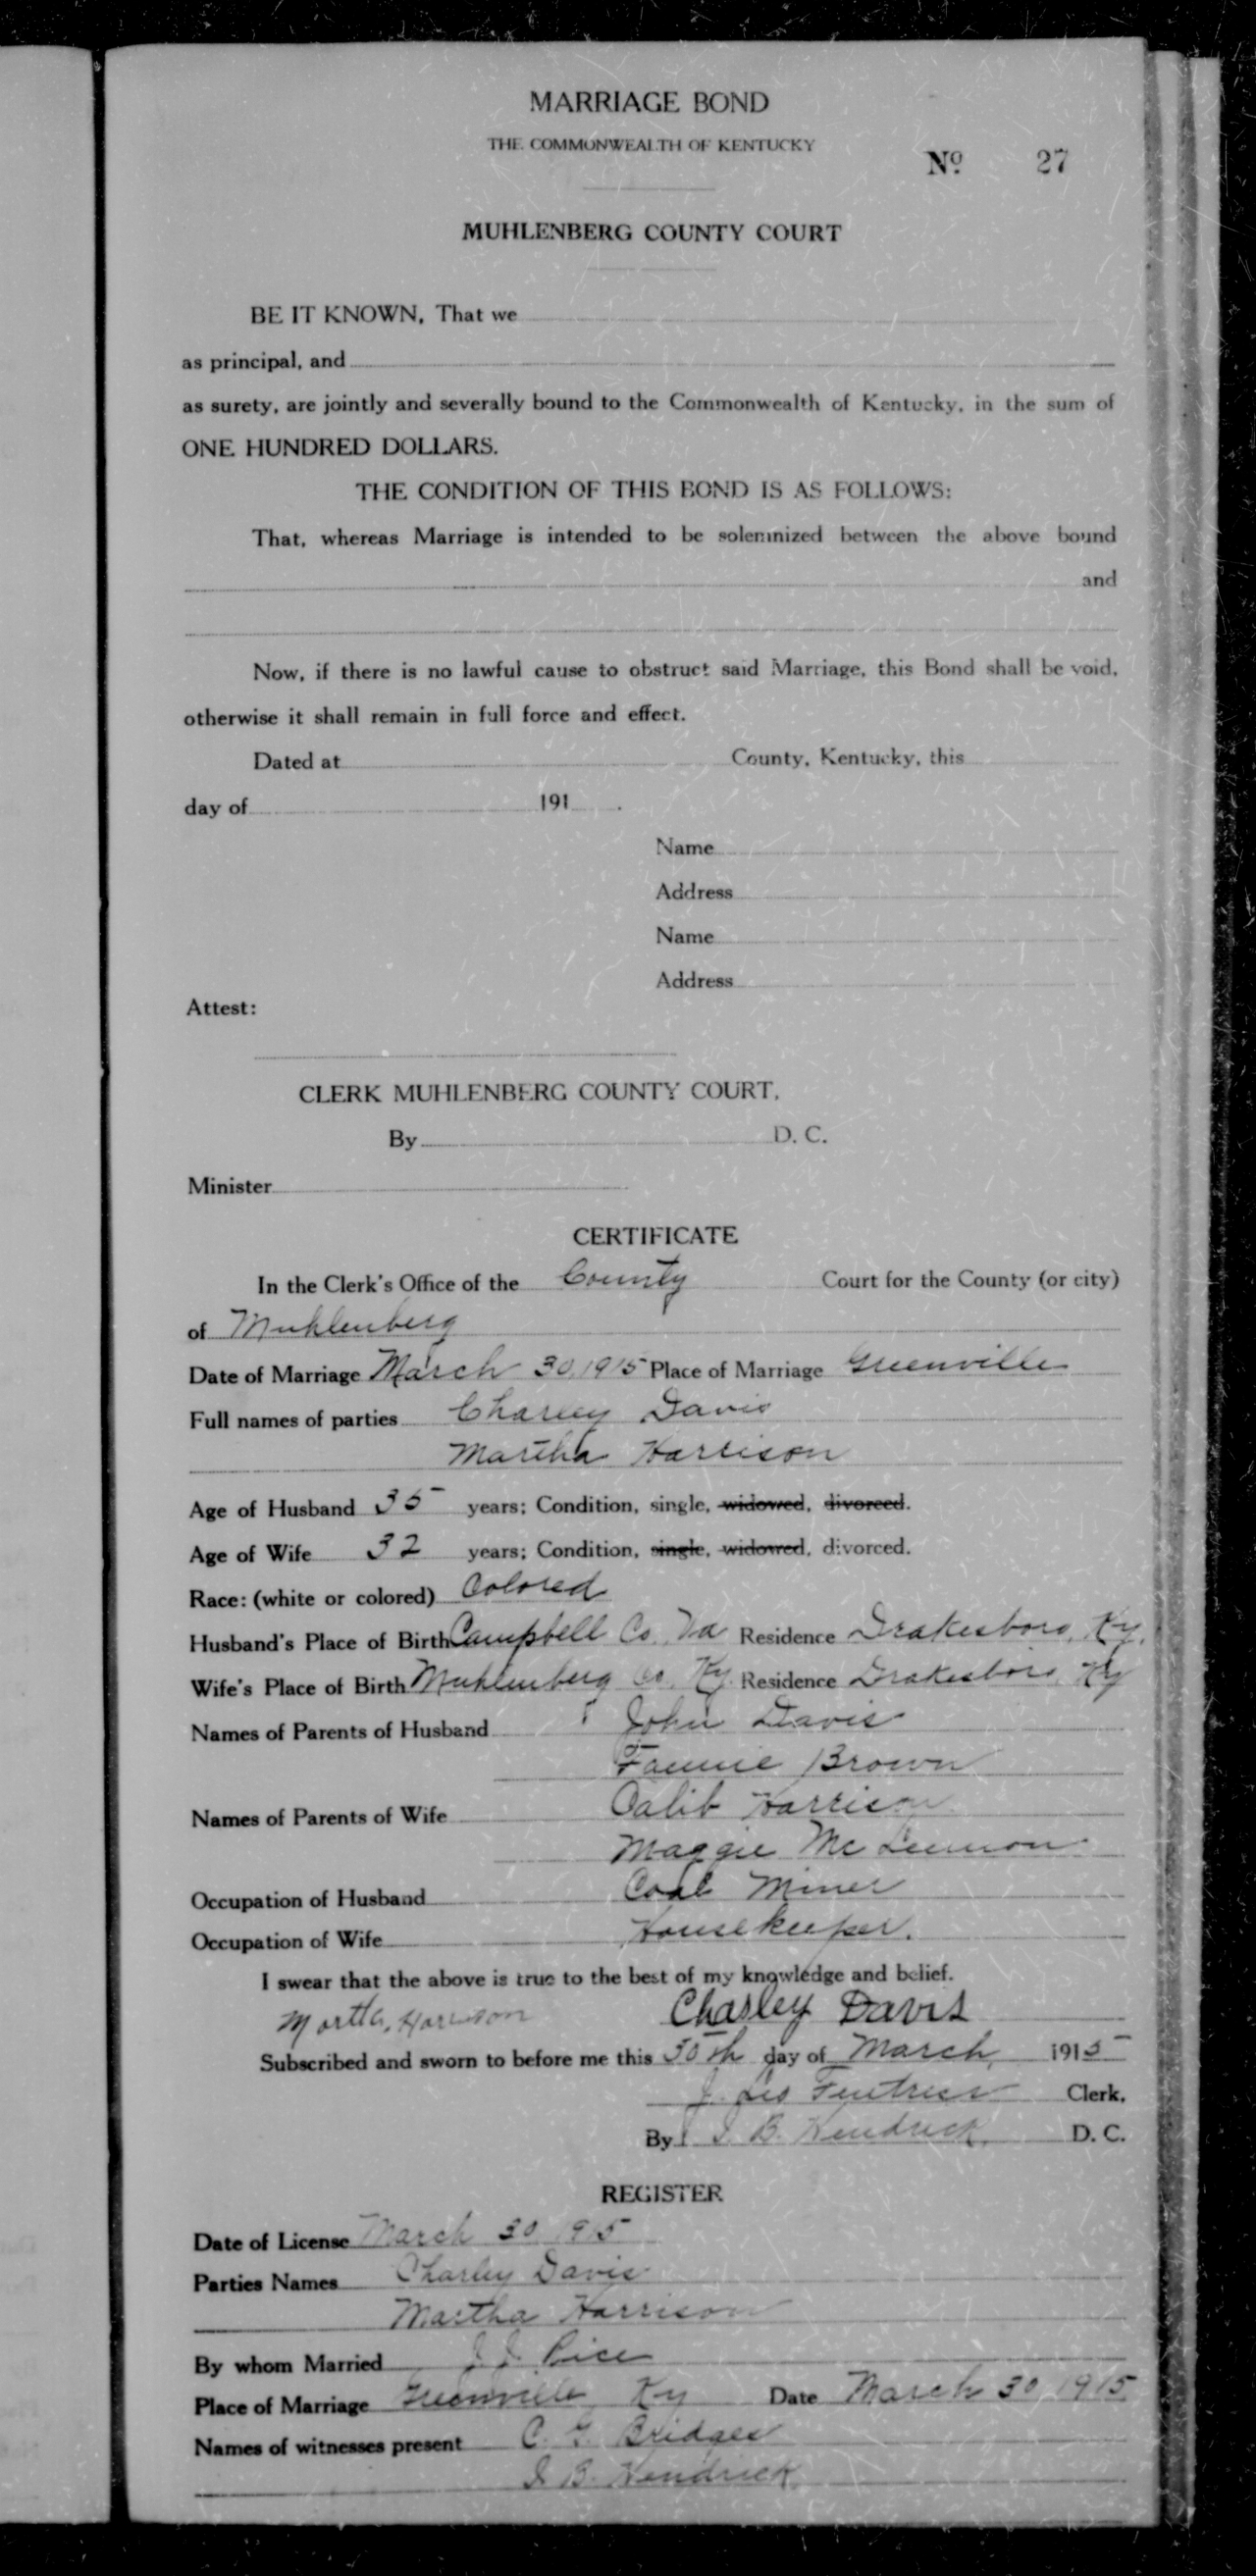 MARRIAGE BOND
THE COMMONWEALTH OF KENTUCKY
Nº 27
MUHLENBERG COUNTY COURT
BE IT KNOWN, That we
as principal, and
as surety, are jointly and severally bound to the Commonwealth of Kentucky, in the sum of
ONE HUNDRED DOLLARS.
THE CONDITION OF THIS BOND IS AS FOLLOWS:
That, whereas Marriage is intended to be solemnized between the above bound
and
Now, if there is no lawful cause to obstruct said Marriage, this Bond shall be void,
otherwise it shall remain in full force and effect.
Dated at County, Kentucky, this
day of 191 .
Name
Address
Name
Address
Attest:
CLERK MUHLENBERG COUNTY COURT.
By D. C.
Minister
CERTIFICATE
In the Clerk's Office of the County Court for the County (or city)
of Muhlenberg
Date of Marriage March 30, 1915 Place of Marriage Greenville
Full names of parties Charley Davis
Martha Harrison
Age of Husband 35 years; Condition, single, widowed, divorced.
Age of Wife 32 years; Condition, single, widowed, divorced.
Race: (white or colored) Colored
Husband's Place of Birth Campbell Co. Va Residence Drakesboro, Ky.
Wife's Place of Birth Muhlenberg Co. Ky. Residence Drakesboro, Ky
Names of Parents of Husband John Davis
Fannie Brown
Names of Parents of Wife Calib Harrison
Maggie Mc Lennon
Occupation of Husband Coal Miner
Occupation of Wife Housekeeper.
I swear that the above is true to the best of my knowledge and belief.
Martha Harrison Charley Davis
Subscribed and sworn to before me this 30th day of March, 1915
J. Leo Fentress Clerk.
By B. Kendrick. D. C.
REGISTER
Date of License March 30 1915
Parties Names Charley Davis
Martha Harrison
By whom Married J. J. Rice
Place of Marriage Greenville, Ky Date March 30, 1915
Names of witnesses present C. G. Bridges
B. Kendrick